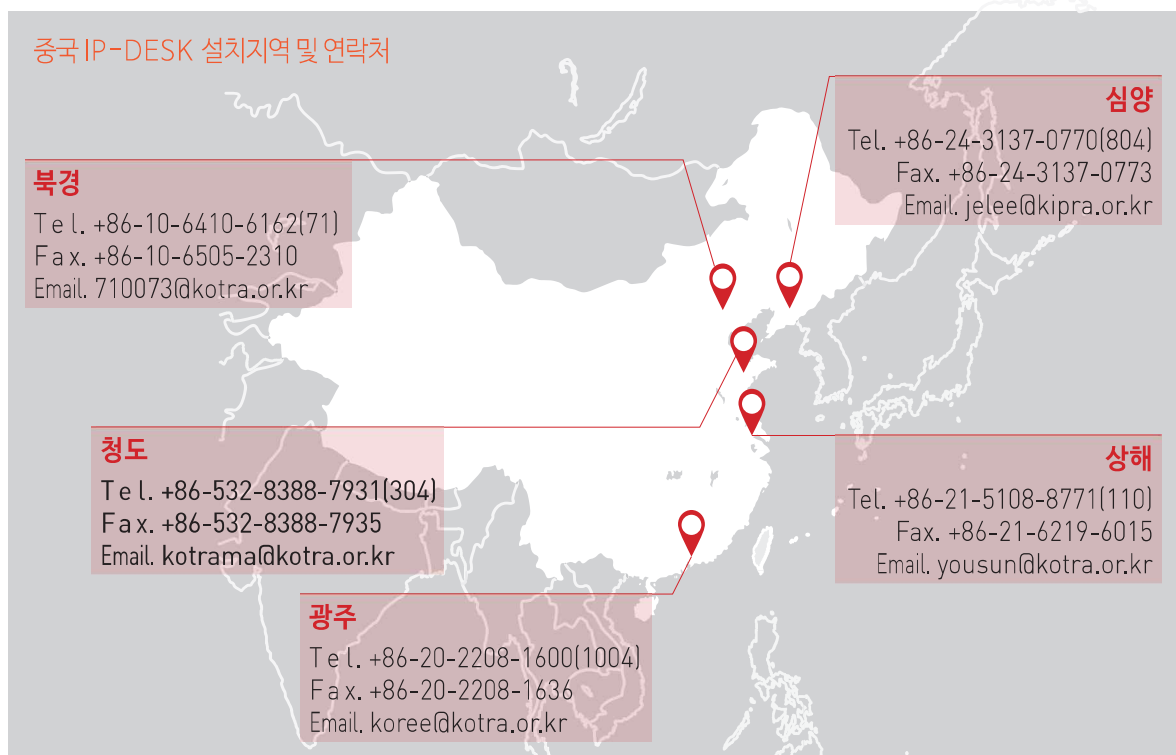 중국 IP-DESK 설치지역 및 연락처
심양
Tel. +86-24-3137-0770(804)
Fax. +86-24-3137-0773
Email. jelee@kipra.or.kr
북경
Tel. +86-10-6410-6162(71)
Fax. +86-10-6505-2310
Email. 710073@kotra.or.kr
청도
Tel. +86-532-8388-7931(304)
Fax. +86-532-8388-7935
Email. kotrama@kotra.or.kr
상해
Tel. +86-21-5108-8771(110)
Fax. +86-21-6219-6015
Email. yousun@kotra.or.kr
광주
Tel. +86-20-2208-1600(1004)
Fax. +86-20-2208-1636
Email. koree@kotra.or.kr